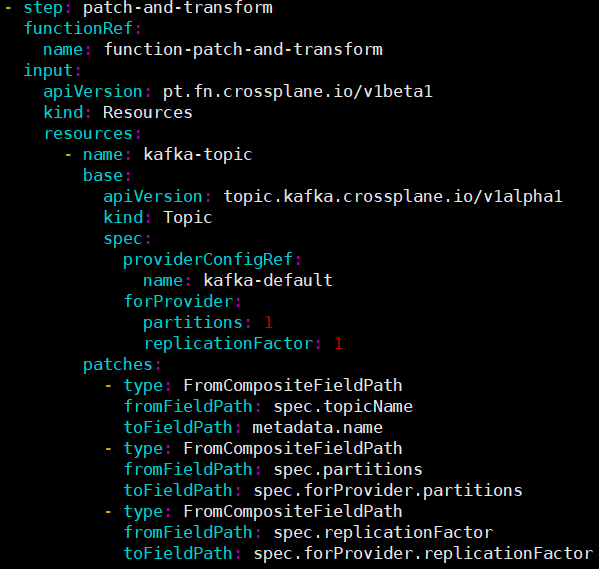 - step: patch-and-transform
  functionRef:
    name: function-patch-and-transform
  input:
    apiVersion: pt.fn.crossplane.io/v1beta1
    kind: Resources
    resources:
      - name: kafka-topic
        base:
          apiVersion: topic.kafka.crossplane.io/v1alpha1
          kind: Topic
          spec:
            providerConfigRef:
              name: kafka-default
            forProvider:
              partitions: 1
              replicationFactor: 1
        patches:
          - type: FromCompositeFieldPath
            fromFieldPath: spec.topicName
            toFieldPath: metadata.name
          - type: FromCompositeFieldPath
            fromFieldPath: spec.partitions
            toFieldPath: spec.forProvider.partitions
          - type: FromCompositeFieldPath
            fromFieldPath: spec.replicationFactor
            toFieldPath: spec.forProvider.replicationFactor